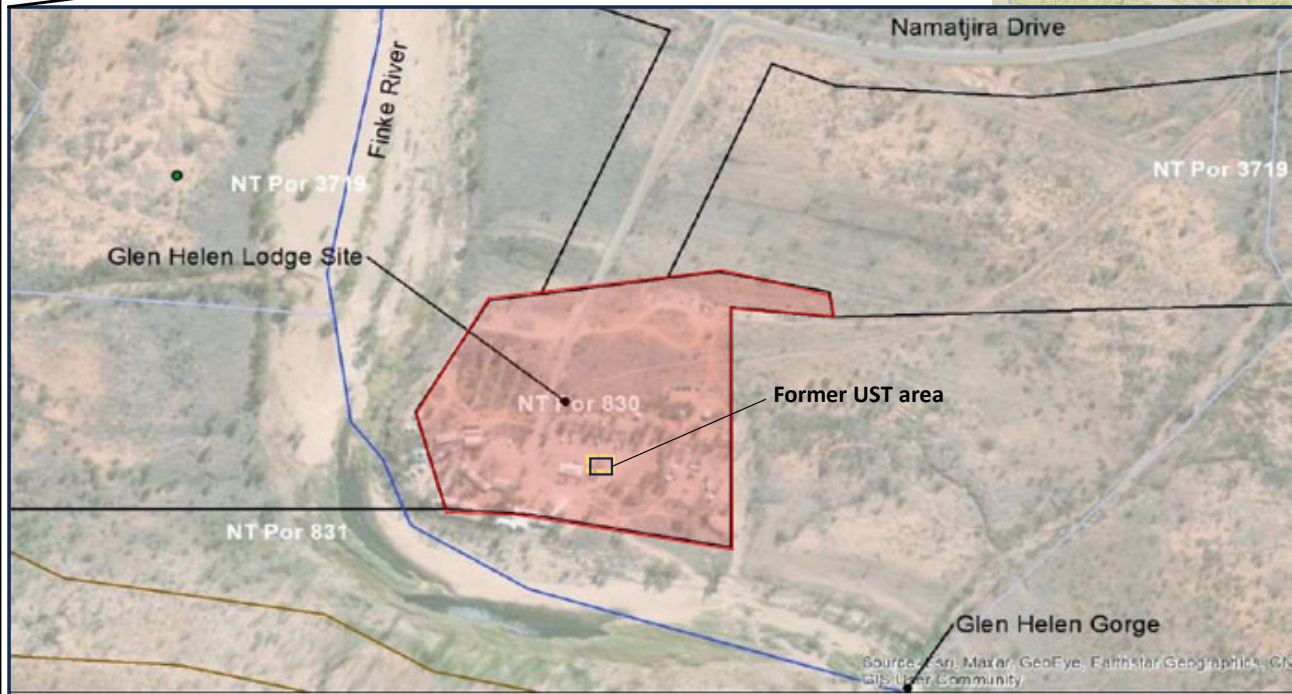 Namatjira Drive
Finke River
NT Por 3719
NT Por 3719
Glen Helen Lodge Site
Former UST area
NT Por 830
NT Por 831
Glen Helen Gorge
Source: Esri, Maxar, GeoEye, Earthstar Geographics,
GIS User Community